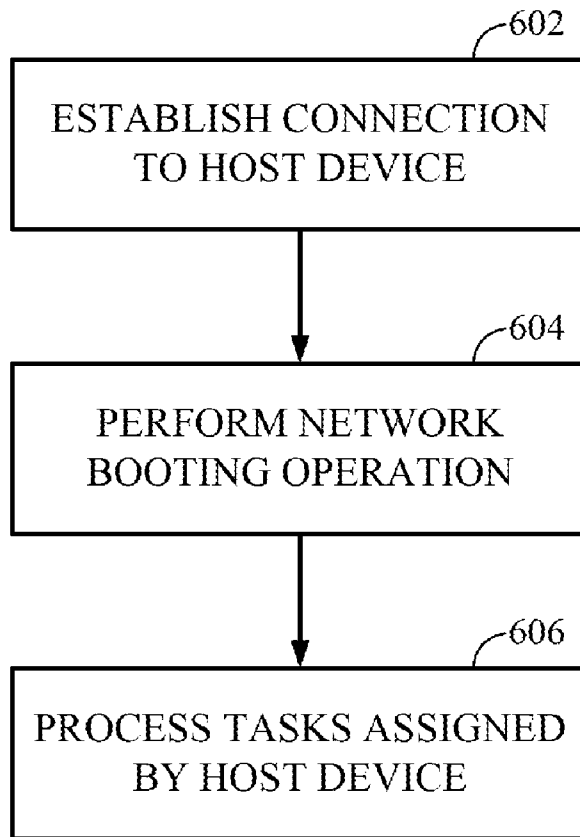 602
ESTABLISH CONNECTION
TO HOST DEVICE
604
PERFORM NETWORK
BOOTING OPERATION
606
PROCESS TASKS ASSIGNED
BY HOST DEVICE